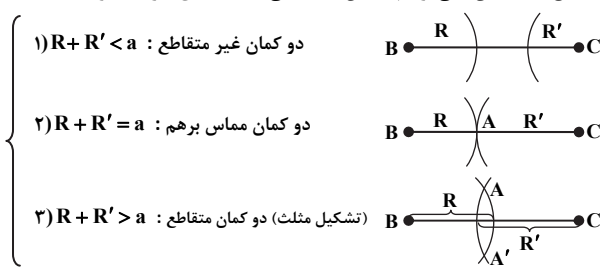 ۱) R + R′ < a : دو کمان غیر متقاطع
B R R′ C
۲) R + R′ = a : دو کمان مماس برهم
B R A R′ C
۳) R + R′ > a : دو کمان متقاطع (تشکیل مثلث)
B R A A′ R′ C